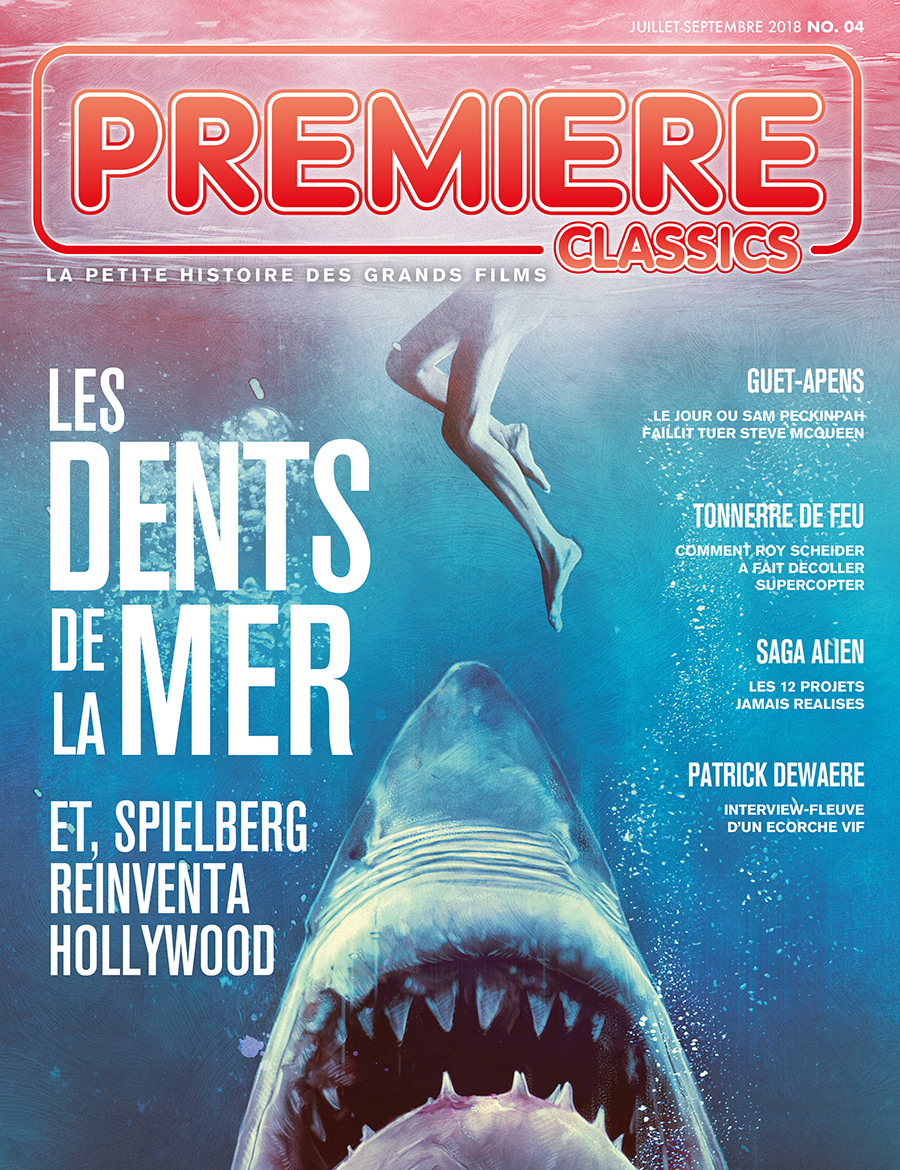 JUILLET-SEPTEMBRE 2018 NO. 04
PREMIERE
CLASSICS
LA PETITE HISTOIRE DES GRANDS FILMS
LES
DENTS
DE
LA MER
ET, SPIELBERG
REINVENTA
HOLLYWOOD
GUET-APENS
LE JOUR OU SAM PECKINPAH
FAILLIT TUER STEVE MCQUEEN
TONNERRE DE FEU
COMMENT ROY SCHEIDER
A FAIT DECOLLER
SUPERCOPTER
SAGA ALIEN
LES 12 PROJETS
JAMAIS REALISES
PATRICK DEWAERE
INTERVIEW-FLEUVE
D'UN ECORCHE VIF